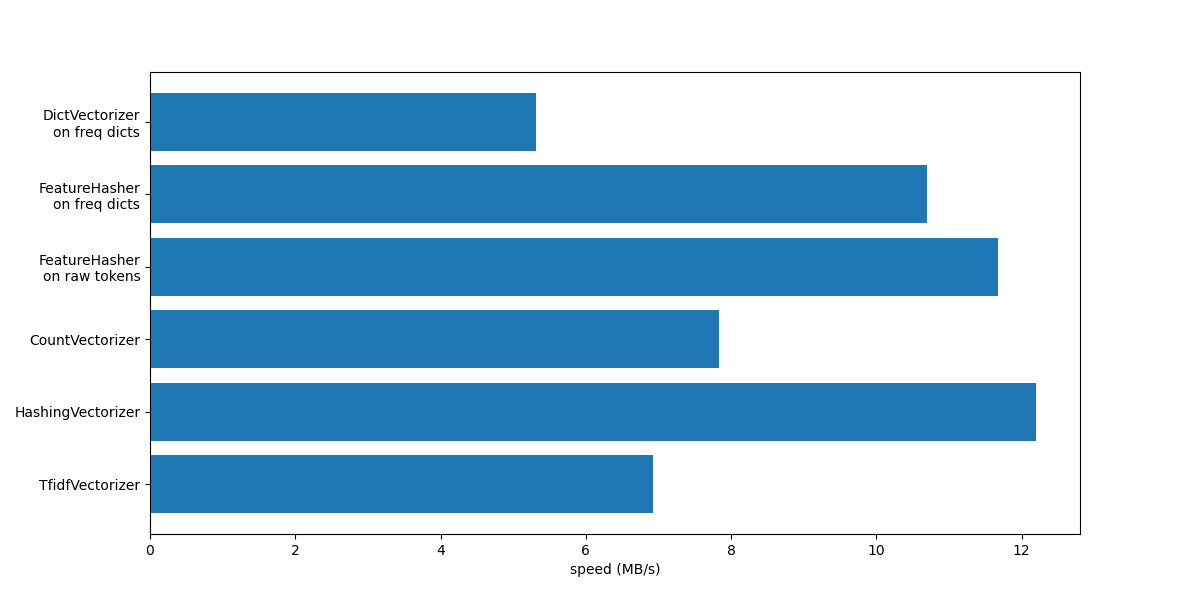 DictVectorizer
on freq dicts
FeatureHasher
on freq dicts
FeatureHasher
on raw tokens
CountVectorizer
HashingVectorizer
TfidfVectorizer
0 2 4 6 8 10 12
speed (MB/s)